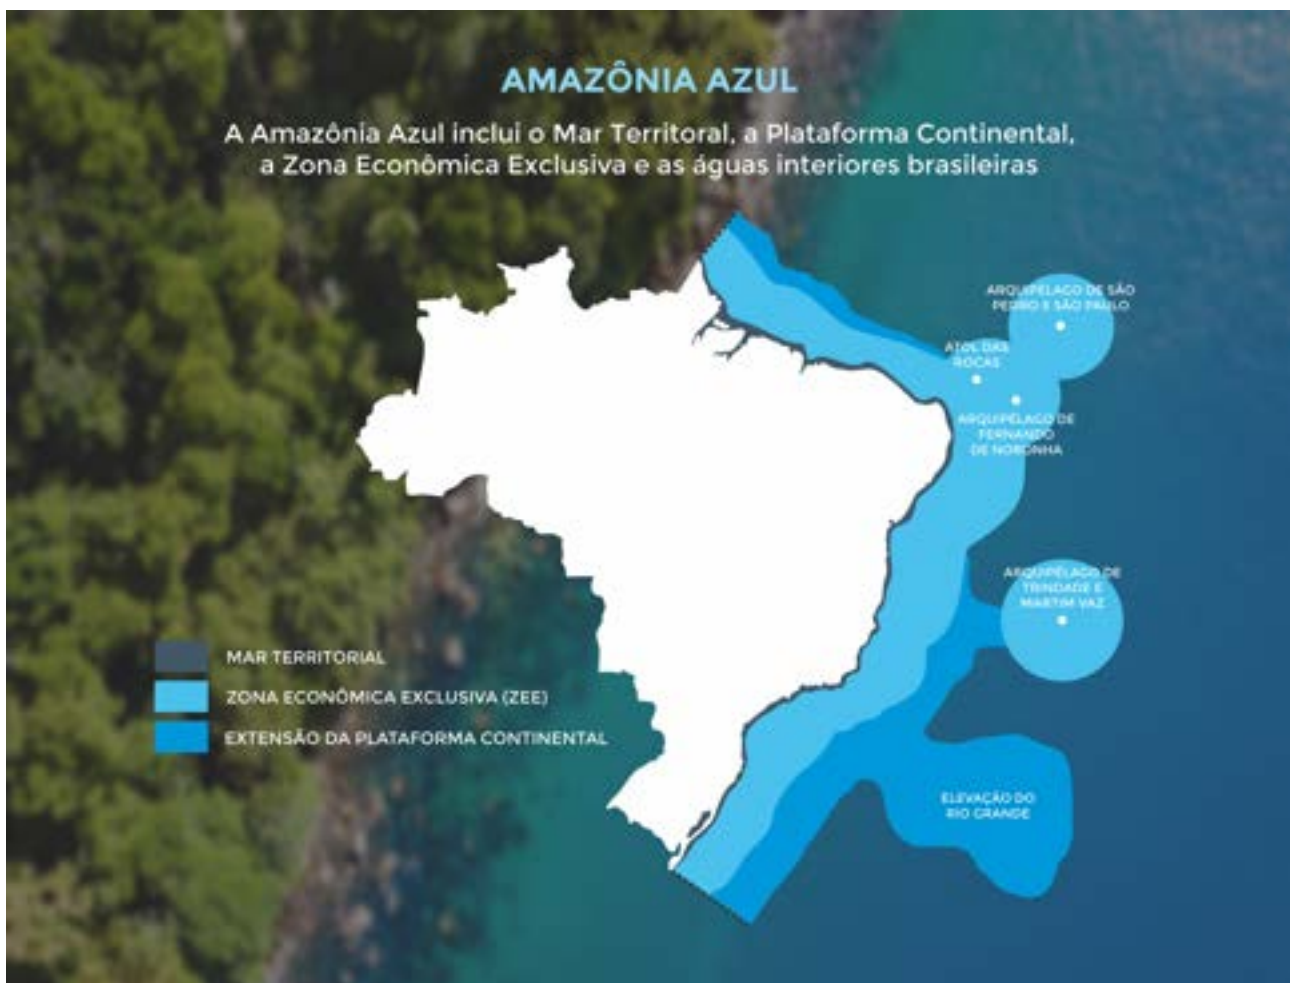 AMAZÔNIA AZUL
A Amazônia Azul inclui o Mar Territoral, a Plataforma Continental,
a Zona Econômica Exclusiva e as águas interiores brasileiras
ARQUIPÉLAGO DE SÃO
PEDRO E SÃO PAULO
ATOL DAS
ROCAS
ARQUIPÉLAGO DE
FERNANDO
DE NORONHA
ARQUIPÉLAGO DE
TRINDADE E
MARTIM VAZ
MAR TERRITORIAL
ZONA ECONÔMICA EXCLUSIVA (ZEE)
EXTENSÃO DA PLATAFORMA CONTINENTAL
ELEVAÇÃO DO
RIO GRANDE